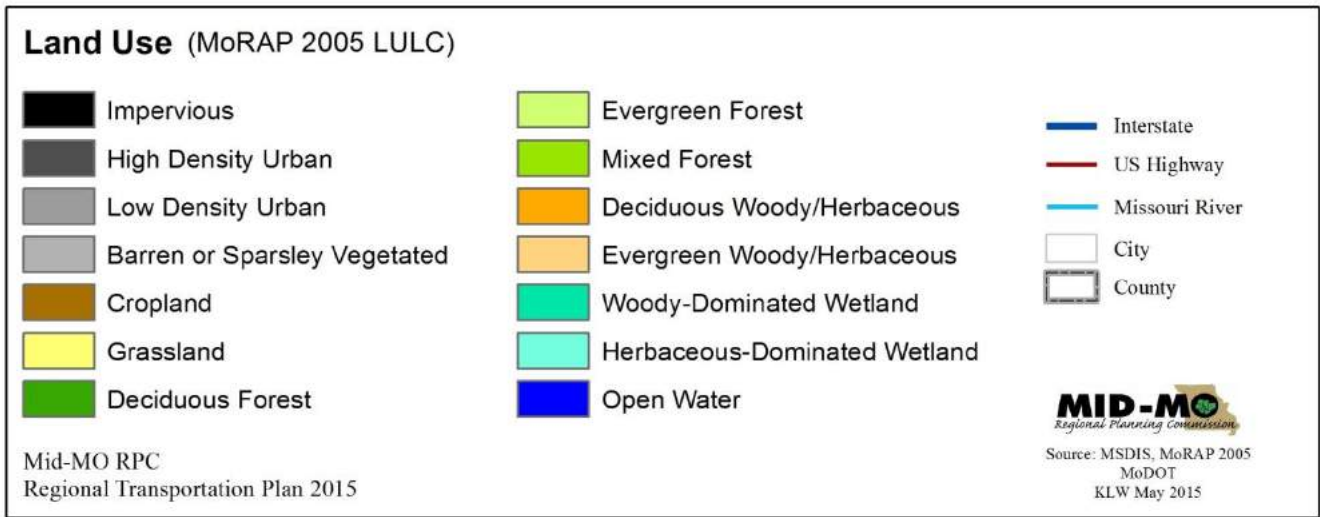 Land Use (MoRAP 2005 LULC)
Impervious
High Density Urban
Low Density Urban
Barren or Sparsley Vegetated
Cropland
Grassland
Deciduous Forest
Evergreen Forest
Mixed Forest
Deciduous Woody/Herbaceous
Evergreen Woody/Herbaceous
Woody-Dominated Wetland
Herbaceous-Dominated Wetland
Open Water
Interstate
US Highway
Missouri River
City
County
MID-MO
Regional Planning Commission
Source: MSDIS, MoRAP 2005
MoDOT
KLW May 2015
Mid-MO RPC
Regional Transportation Plan 2015